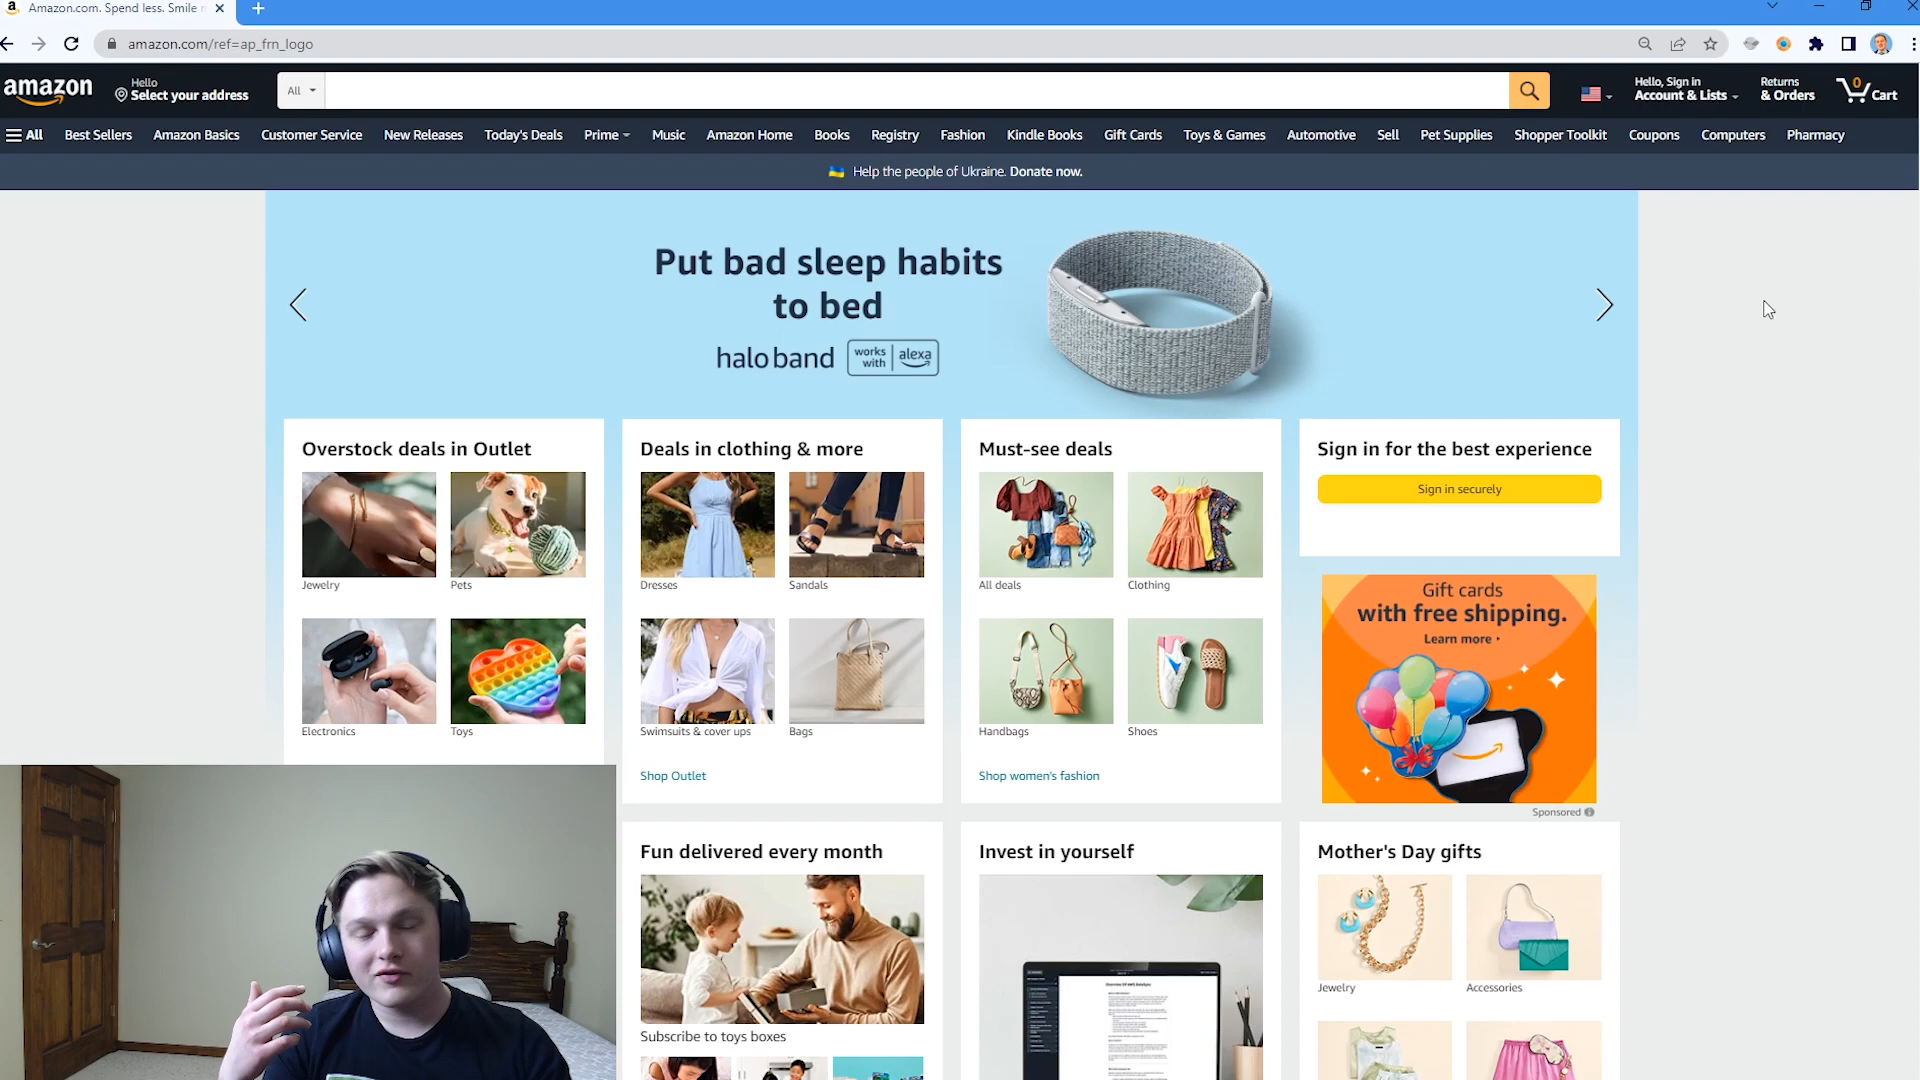 Amazon.com. Spend less. Smile m
amazon.com/ref=ap_frn_logo
amazon
Hello
Select your address
All
Hello, Sign in
Account & Lists
Returns
& Orders
0
Cart
All
Best Sellers
Amazon Basics
Customer Service
New Releases
Today's Deals
Prime
Music
Amazon Home
Books
Registry
Fashion
Kindle Books
Gift Cards
Toys & Games
Automotive
Sell
Pet Supplies
Shopper Toolkit
Coupons
Computers
Pharmacy
Help the people of Ukraine. Donate now.
Put bad sleep habits
to bed
halo band
works
with
alexa
Overstock deals in Outlet
Jewelry
Pets
Electronics
Toys
Deals in clothing & more
Dresses
Sandals
Swimsuits & cover ups
Bags
Shop Outlet
Must-see deals
All deals
Clothing
Handbags
Shoes
Shop women's fashion
Sign in for the best experience
Sign in securely
Gift cards
with free shipping.
Learn more
Sponsored
Fun delivered every month
Subscribe to toys boxes
Invest in yourself
Mother's Day gifts
Jewelry
Accessories